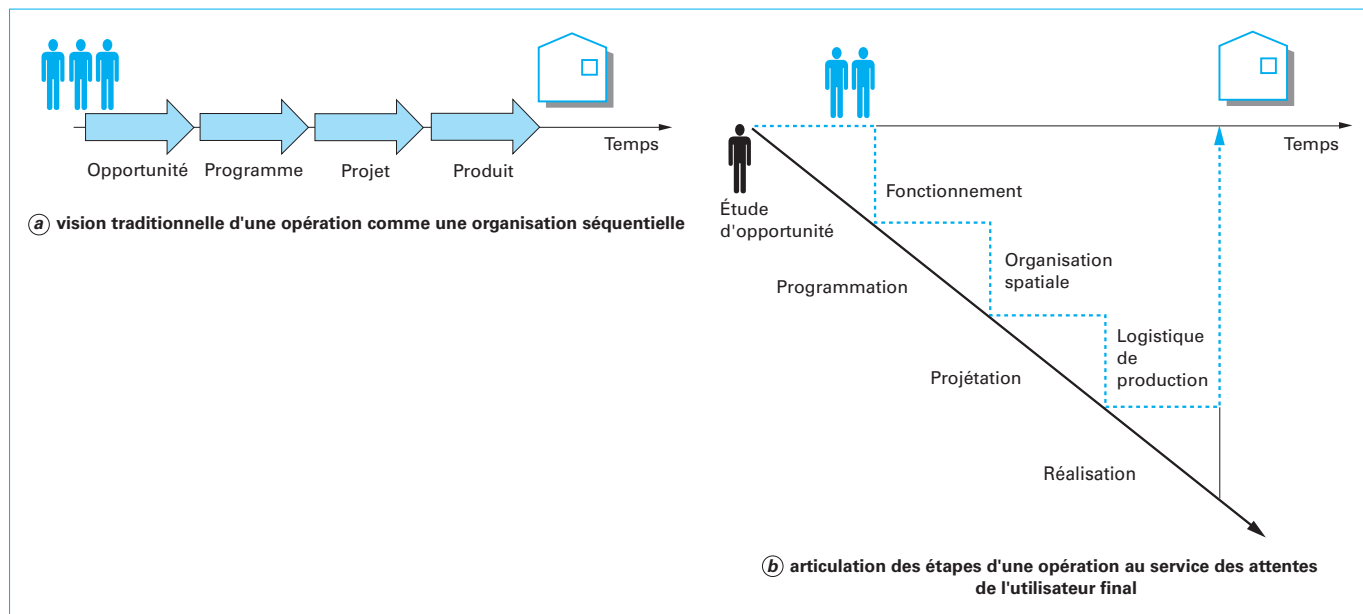 Temps
Opportunité
Programme
Projet
Produit
a vision traditionnelle d'une opération comme une organisation séquentielle
Temps
Étude
d'opportunité
Fonctionnement
Programmation
Organisation
spatiale
Projétation
Logistique
de
production
Réalisation
b articulation des étapes d'une opération au service des attentes
de l'utilisateur final